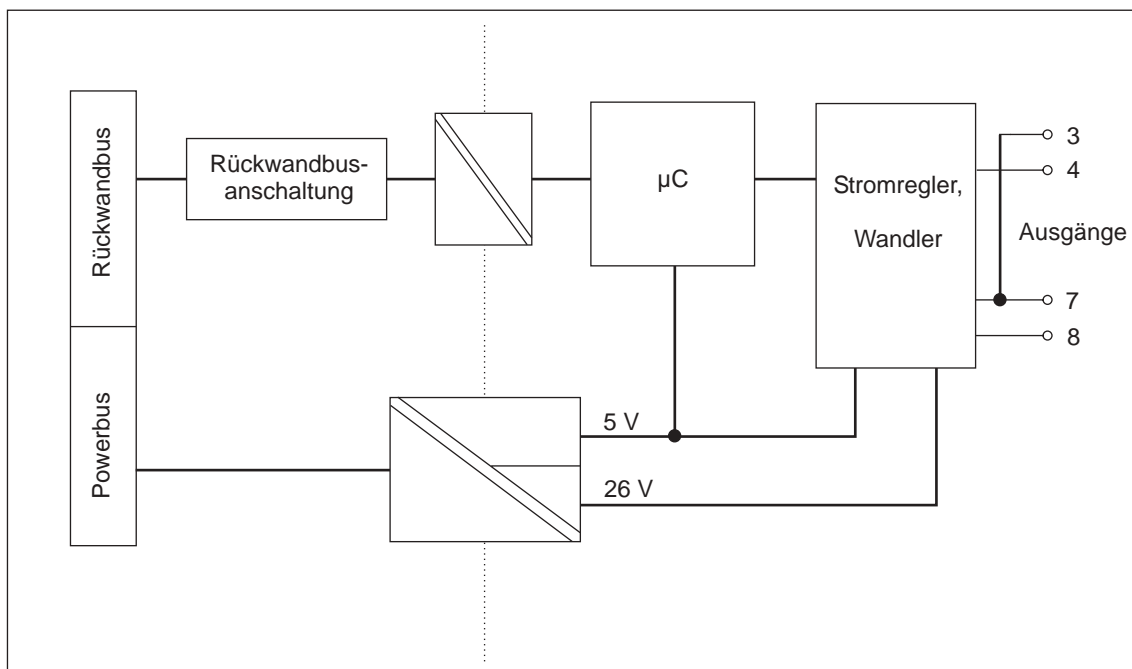 Rückwandbus
Powerbus
Rückwandbus-
anschaltung
µC
Stromregler,
Wandler
3
4
Ausgänge
7
8
5 V
26 V